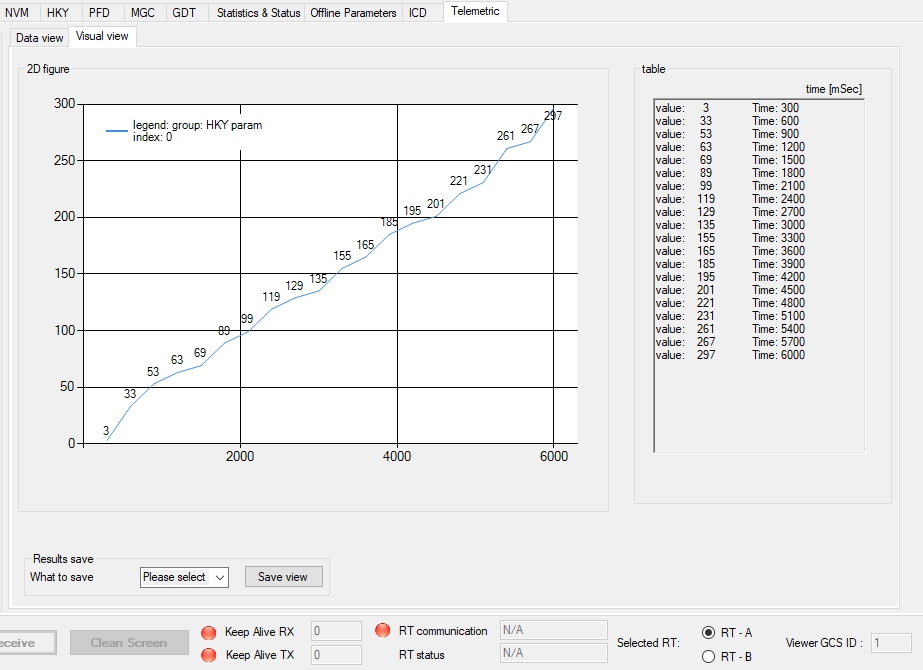 NVM HKY PFD MGC GDT Statistics & Status Offline Parameters ICD Telemetric
Data view Visual view
2D figure
300
250
200
150
100
50
0
2000 4000 6000
legend: group: HKY param
index: 0
3
33
53
63
69
89
99
119
129
135
155
165
185
195
201
221
231
261
267
297
table
time [mSec]
value: 3 Time: 300
value: 33 Time: 600
value: 53 Time: 900
value: 63 Time: 1200
value: 69 Time: 1500
value: 89 Time: 1800
value: 99 Time: 2100
value: 119 Time: 2400
value: 129 Time: 2700
value: 135 Time: 3000
value: 155 Time: 3300
value: 165 Time: 3600
value: 185 Time: 3900
value: 195 Time: 4200
value: 201 Time: 4500
value: 221 Time: 4800
value: 231 Time: 5100
value: 261 Time: 5400
value: 267 Time: 5700
value: 297 Time: 6000
Results save
What to save Please select Save view
eceive Clean Screen
Keep Alive RX 0
Keep Alive TX 0
RT communication N/A
RT status N/A
Selected RT:
RT - A
RT - B
Viewer GCS ID : 1